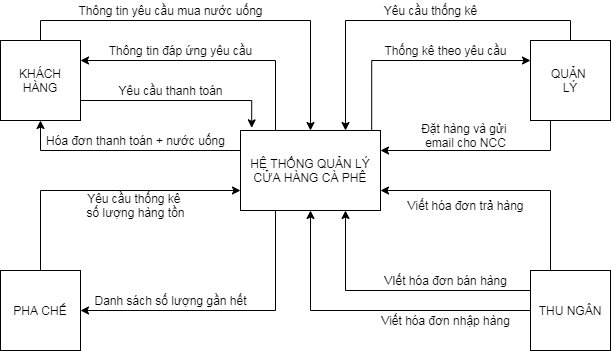 Thông tin yêu cầu mua nước uống
Yêu cầu thống kê
Thông tin đáp ứng yêu cầu
Thống kê theo yêu cầu
KHÁCH
HÀNG
QUẢN
LÝ
Yêu cầu thanh toán
Hóa đơn thanh toán + nước uống
Đặt hàng và gửi
email cho NCC
HỆ THỐNG QUẢN LÝ
CỬA HÀNG CÀ PHÊ
Yêu cầu thống kê
số lượng hàng tồn
Viết hóa đơn trả hàng
VIết hóa đơn bán hàng
Danh sách số lượng gần hết
PHA CHẾ
THU NGÂN
Viết hóa đơn nhập hàng